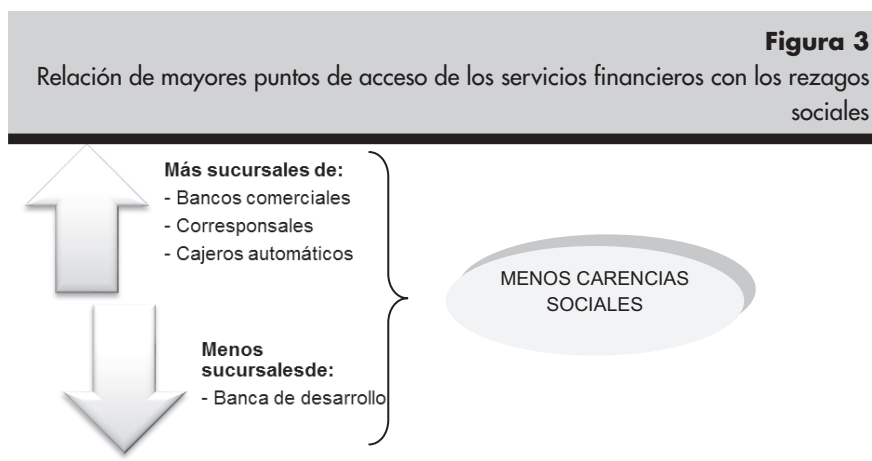 Figura 3
Relación de mayores puntos de acceso de los servicios financieros con los rezagos
sociales
Más sucursales de:
- Bancos comerciales
- Corresponsales
- Cajeros automáticos
Menos
sucursalesde:
- Banca de desarrollo
MENOS CARENCIAS
SOCIALES